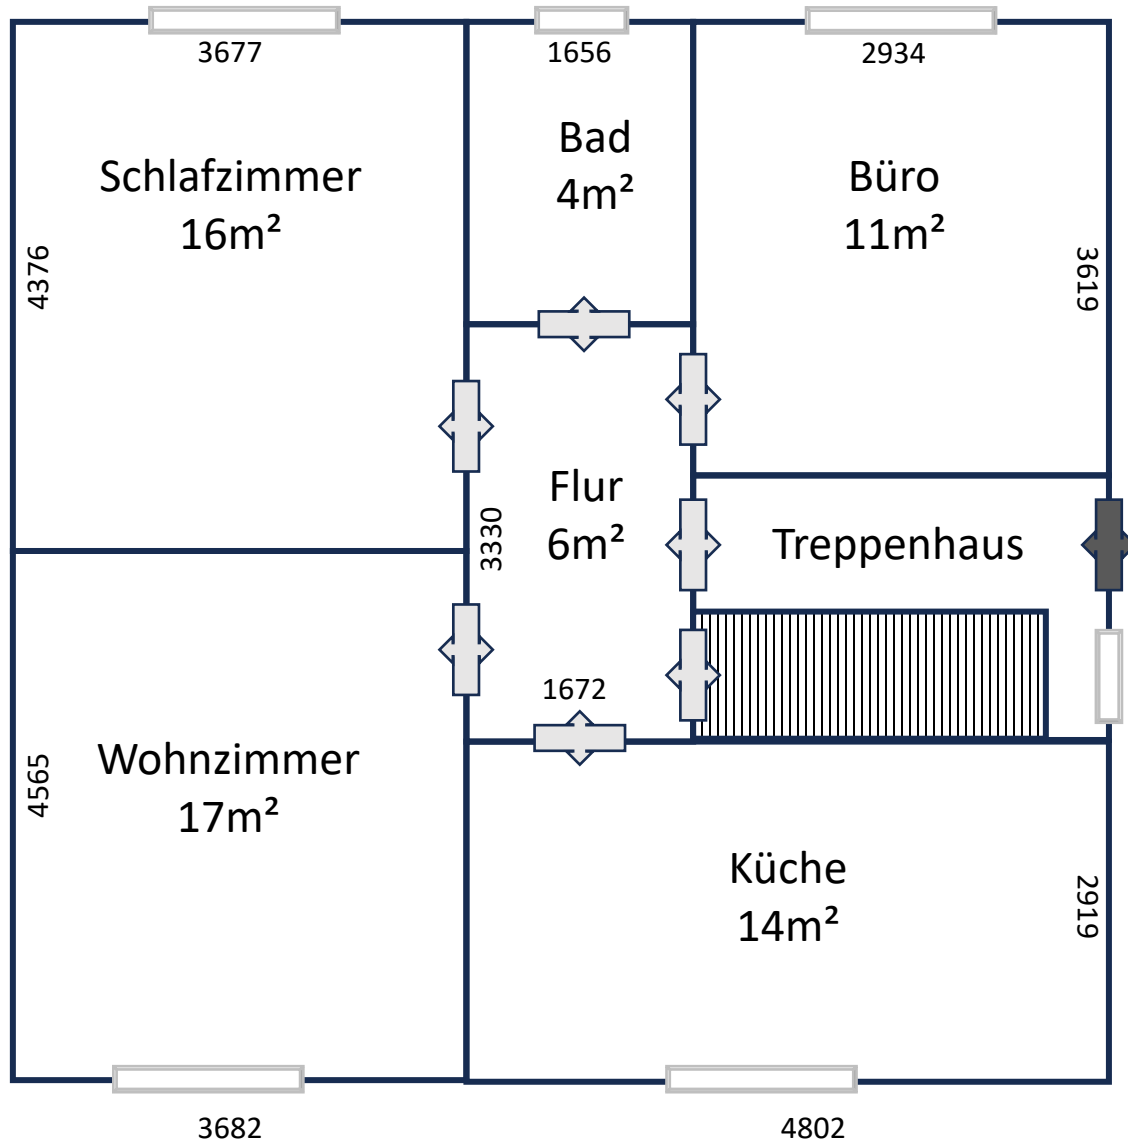 3677
1656
2934
Schlafzimmer
16m²
Bad
4m²
Büro
11m²
4376
3619
Flur
6m²
3330
Treppenhaus
1672
Wohnzimmer
17m²
4565
Küche
14m²
2919
3682
4802